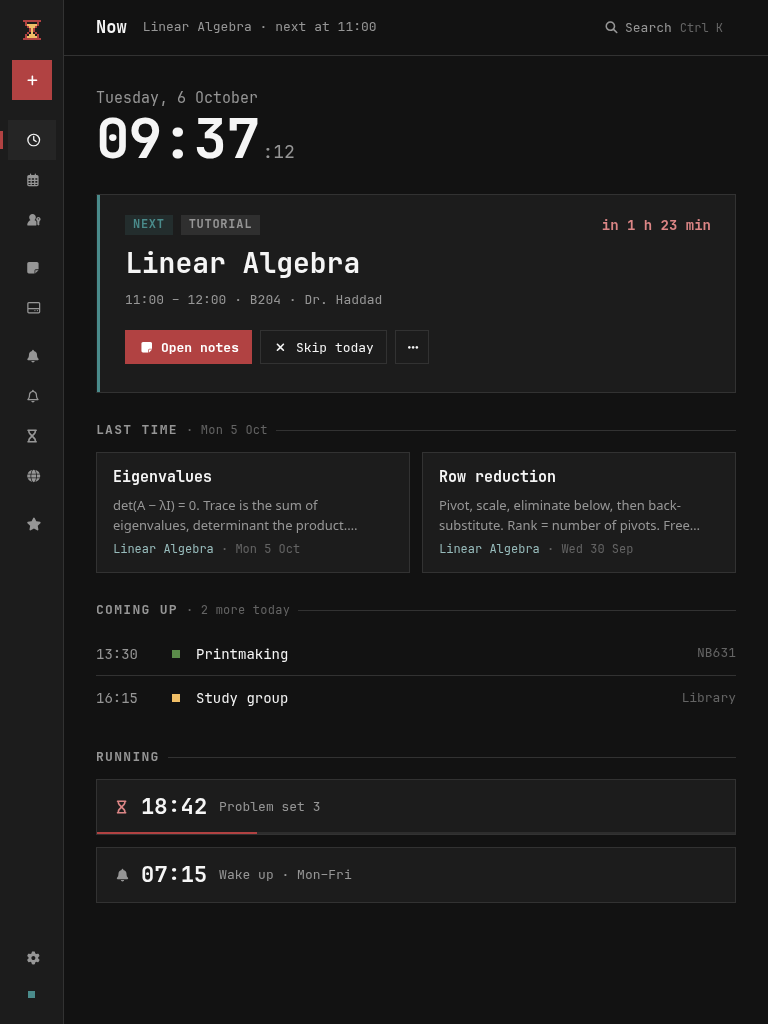 Now Linear Algebra · next at 11:00 Search Ctrl K
Tuesday, 6 October
09:37 :12
NEXT TUTORIAL in 1 h 23 min
Linear Algebra
11:00 – 12:00 · B204 · Dr. Haddad
Open notes Skip today
LAST TIME · Mon 5 Oct
Eigenvalues
det(A − λI) = 0. Trace is the sum of
eigenvalues, determinant the product....
Linear Algebra · Mon 5 Oct
Row reduction
Pivot, scale, eliminate below, then back-
substitute. Rank = number of pivots. Free...
Linear Algebra · Wed 30 Sep
COMING UP · 2 more today
13:30 Printmaking NB631
16:15 Study group Library
RUNNING
18:42 Problem set 3
07:15 Wake up · Mon–Fri